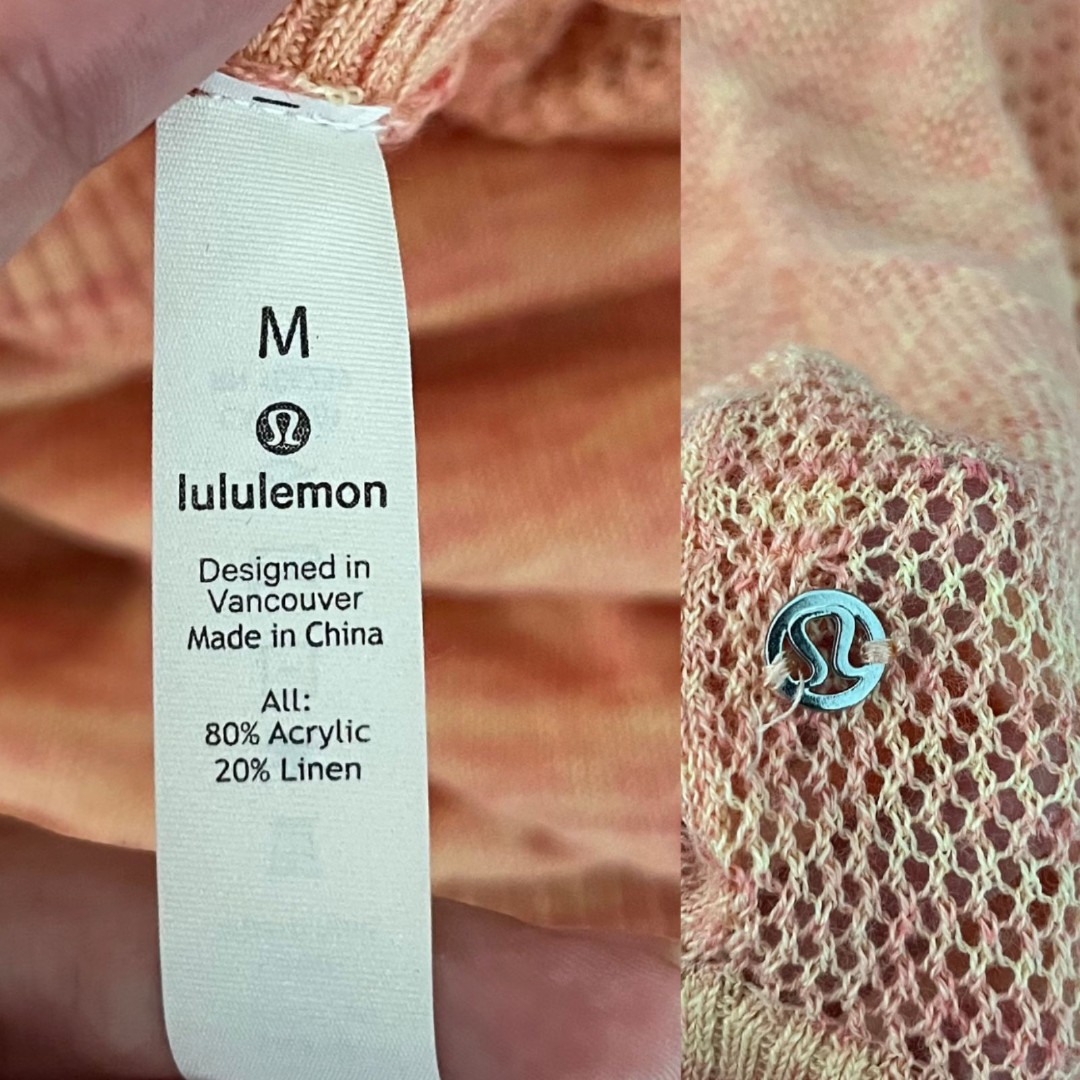 M
lululemon
Designed in
Vancouver
Made in China
All:
80% Acrylic
20% Linen